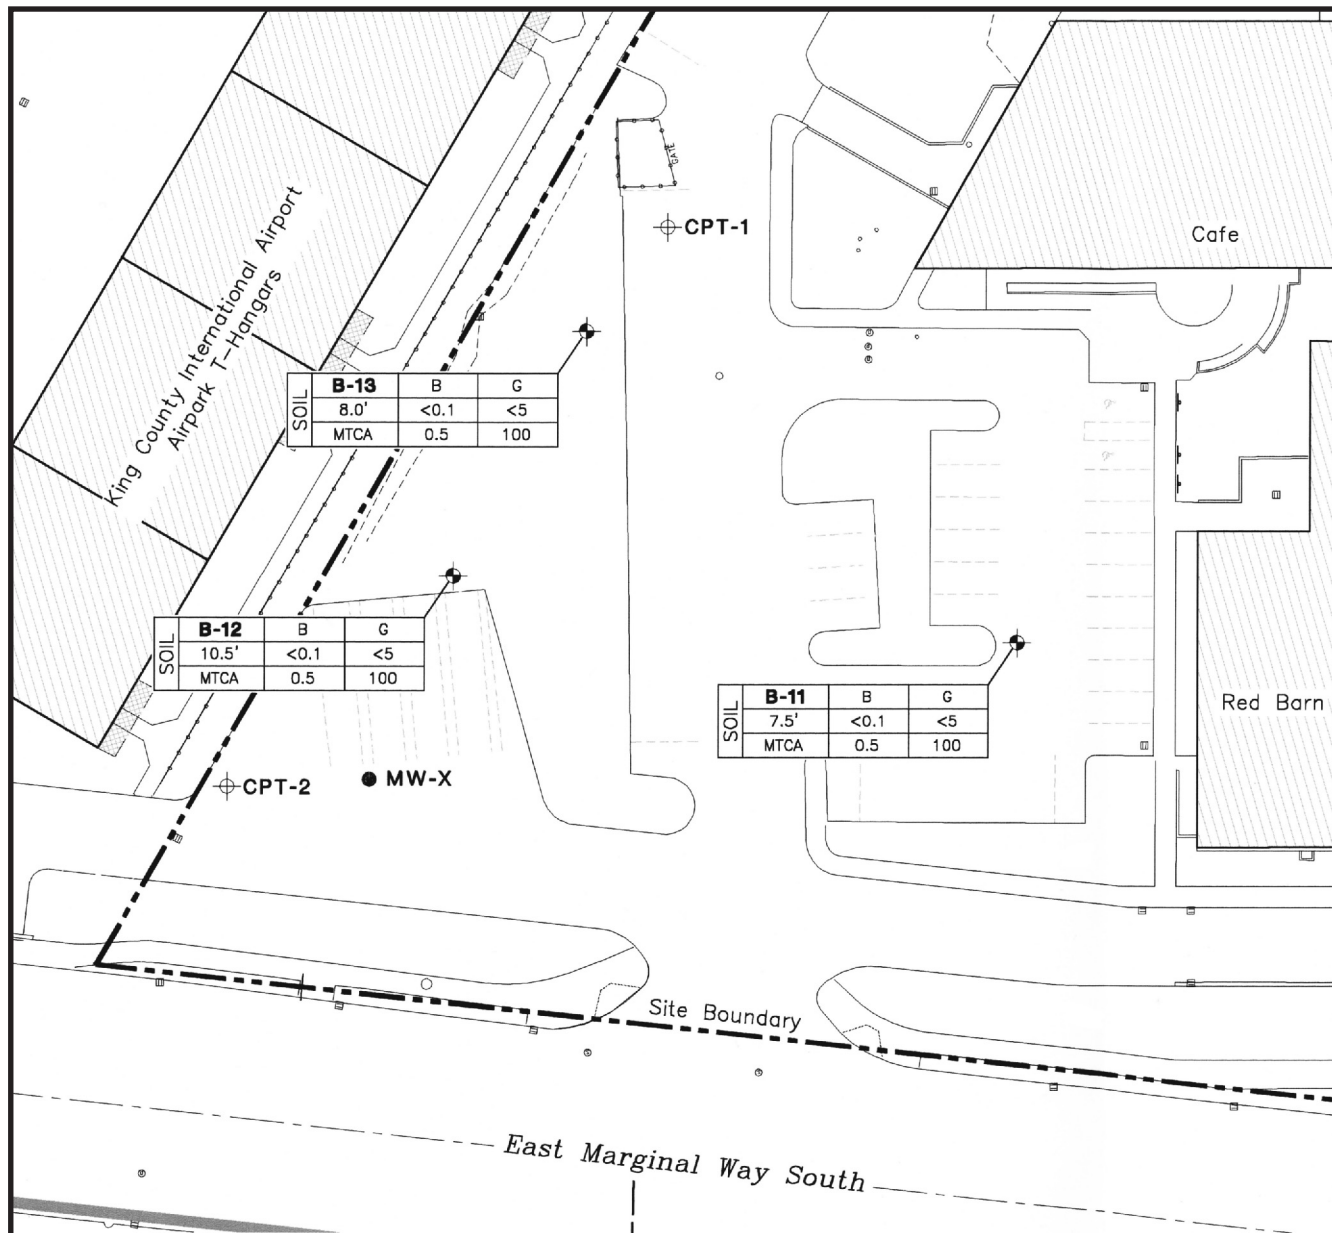 GATE
CPT-1
Cafe
King County International Airport
Airpark T-Hangars
SOIL
B-13 B G
8.0' <0.1 <5
MTCA 0.5 100
SOIL
B-12 B G
10.5' <0.1 <5
MTCA 0.5 100
SOIL
B-11 B G
7.5' <0.1 <5
MTCA 0.5 100
Red Barn
CPT-2
MW-X
Site Boundary
East Marginal Way South